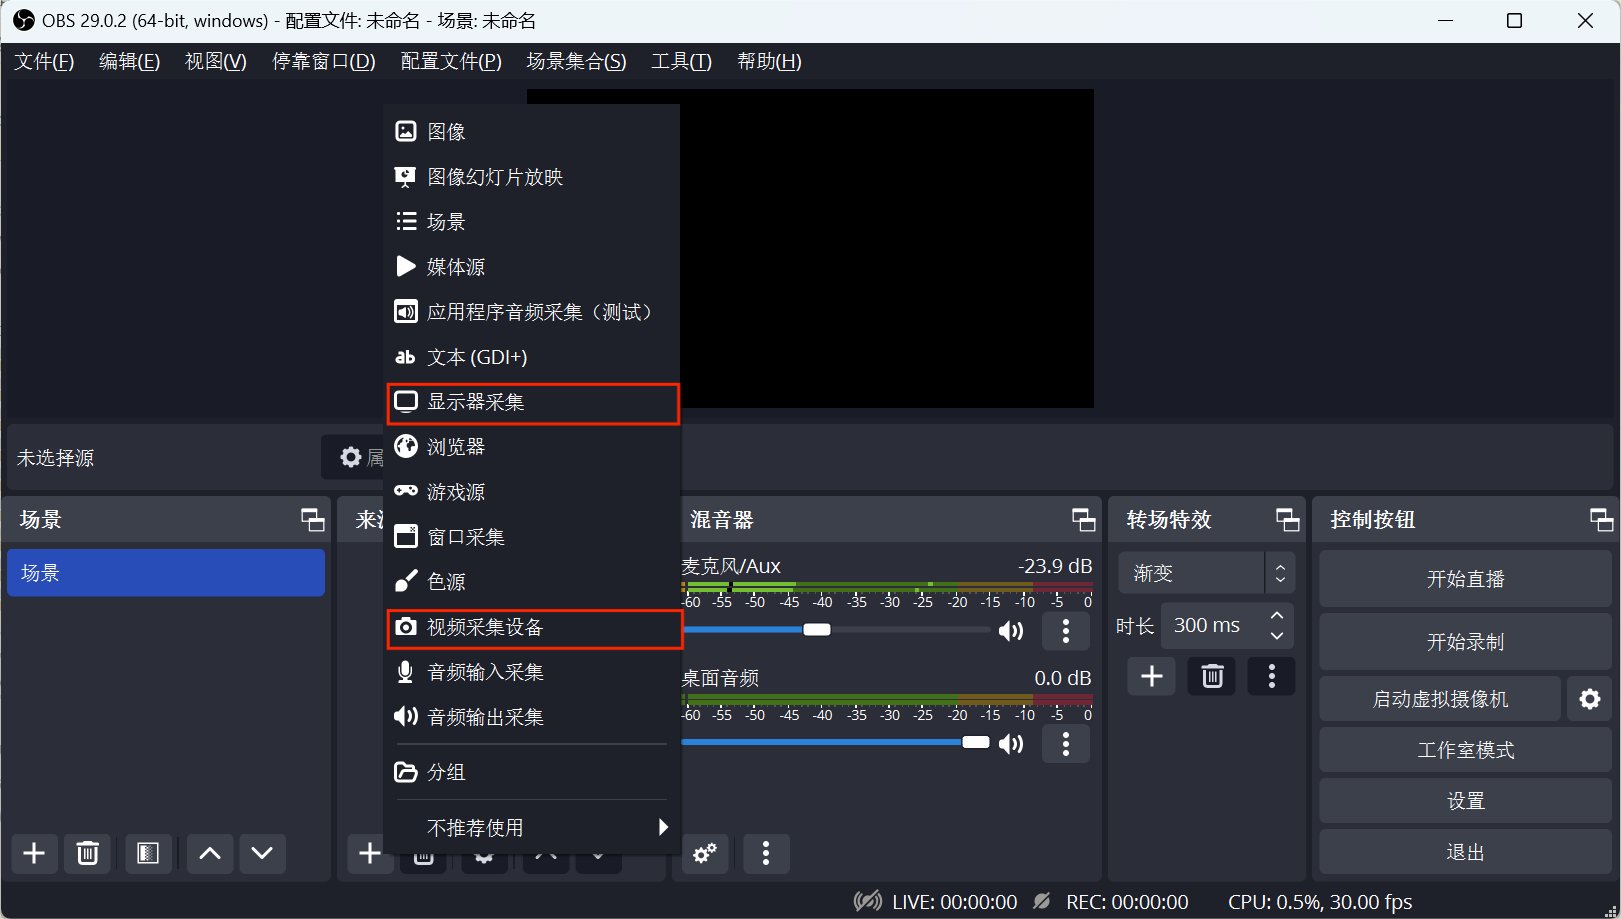 OBS 29.0.2 (64-bit, windows) - 配置文件: 未命名 - 场景: 未命名
文件(F) 编辑(E) 视图(V) 停靠窗口(D) 配置文件(P) 场景集合(S) 工具(T) 帮助(H)
图像
图像幻灯片放映
场景
媒体源
应用程序音频采集（测试）
ab 文本 (GDI+)
显示器采集
浏览器
游戏源
窗口采集
色源
视频采集设备
音频输入采集
音频输出采集
分组
不推荐使用
未选择源
属
场景
场景
来
混音器
麦克风/Aux -23.9 dB
-60 -55 -50 -45 -40 -35 -30 -25 -20 -15 -10 -5 0
桌面音频 0.0 dB
-60 -55 -50 -45 -40 -35 -30 -25 -20 -15 -10 -5 0
转场特效
渐变
时长 300 ms
控制按钮
开始直播
开始录制
启动虚拟摄像机
工作室模式
设置
退出
LIVE: 00:00:00 REC: 00:00:00 CPU: 0.5%, 30.00 fps